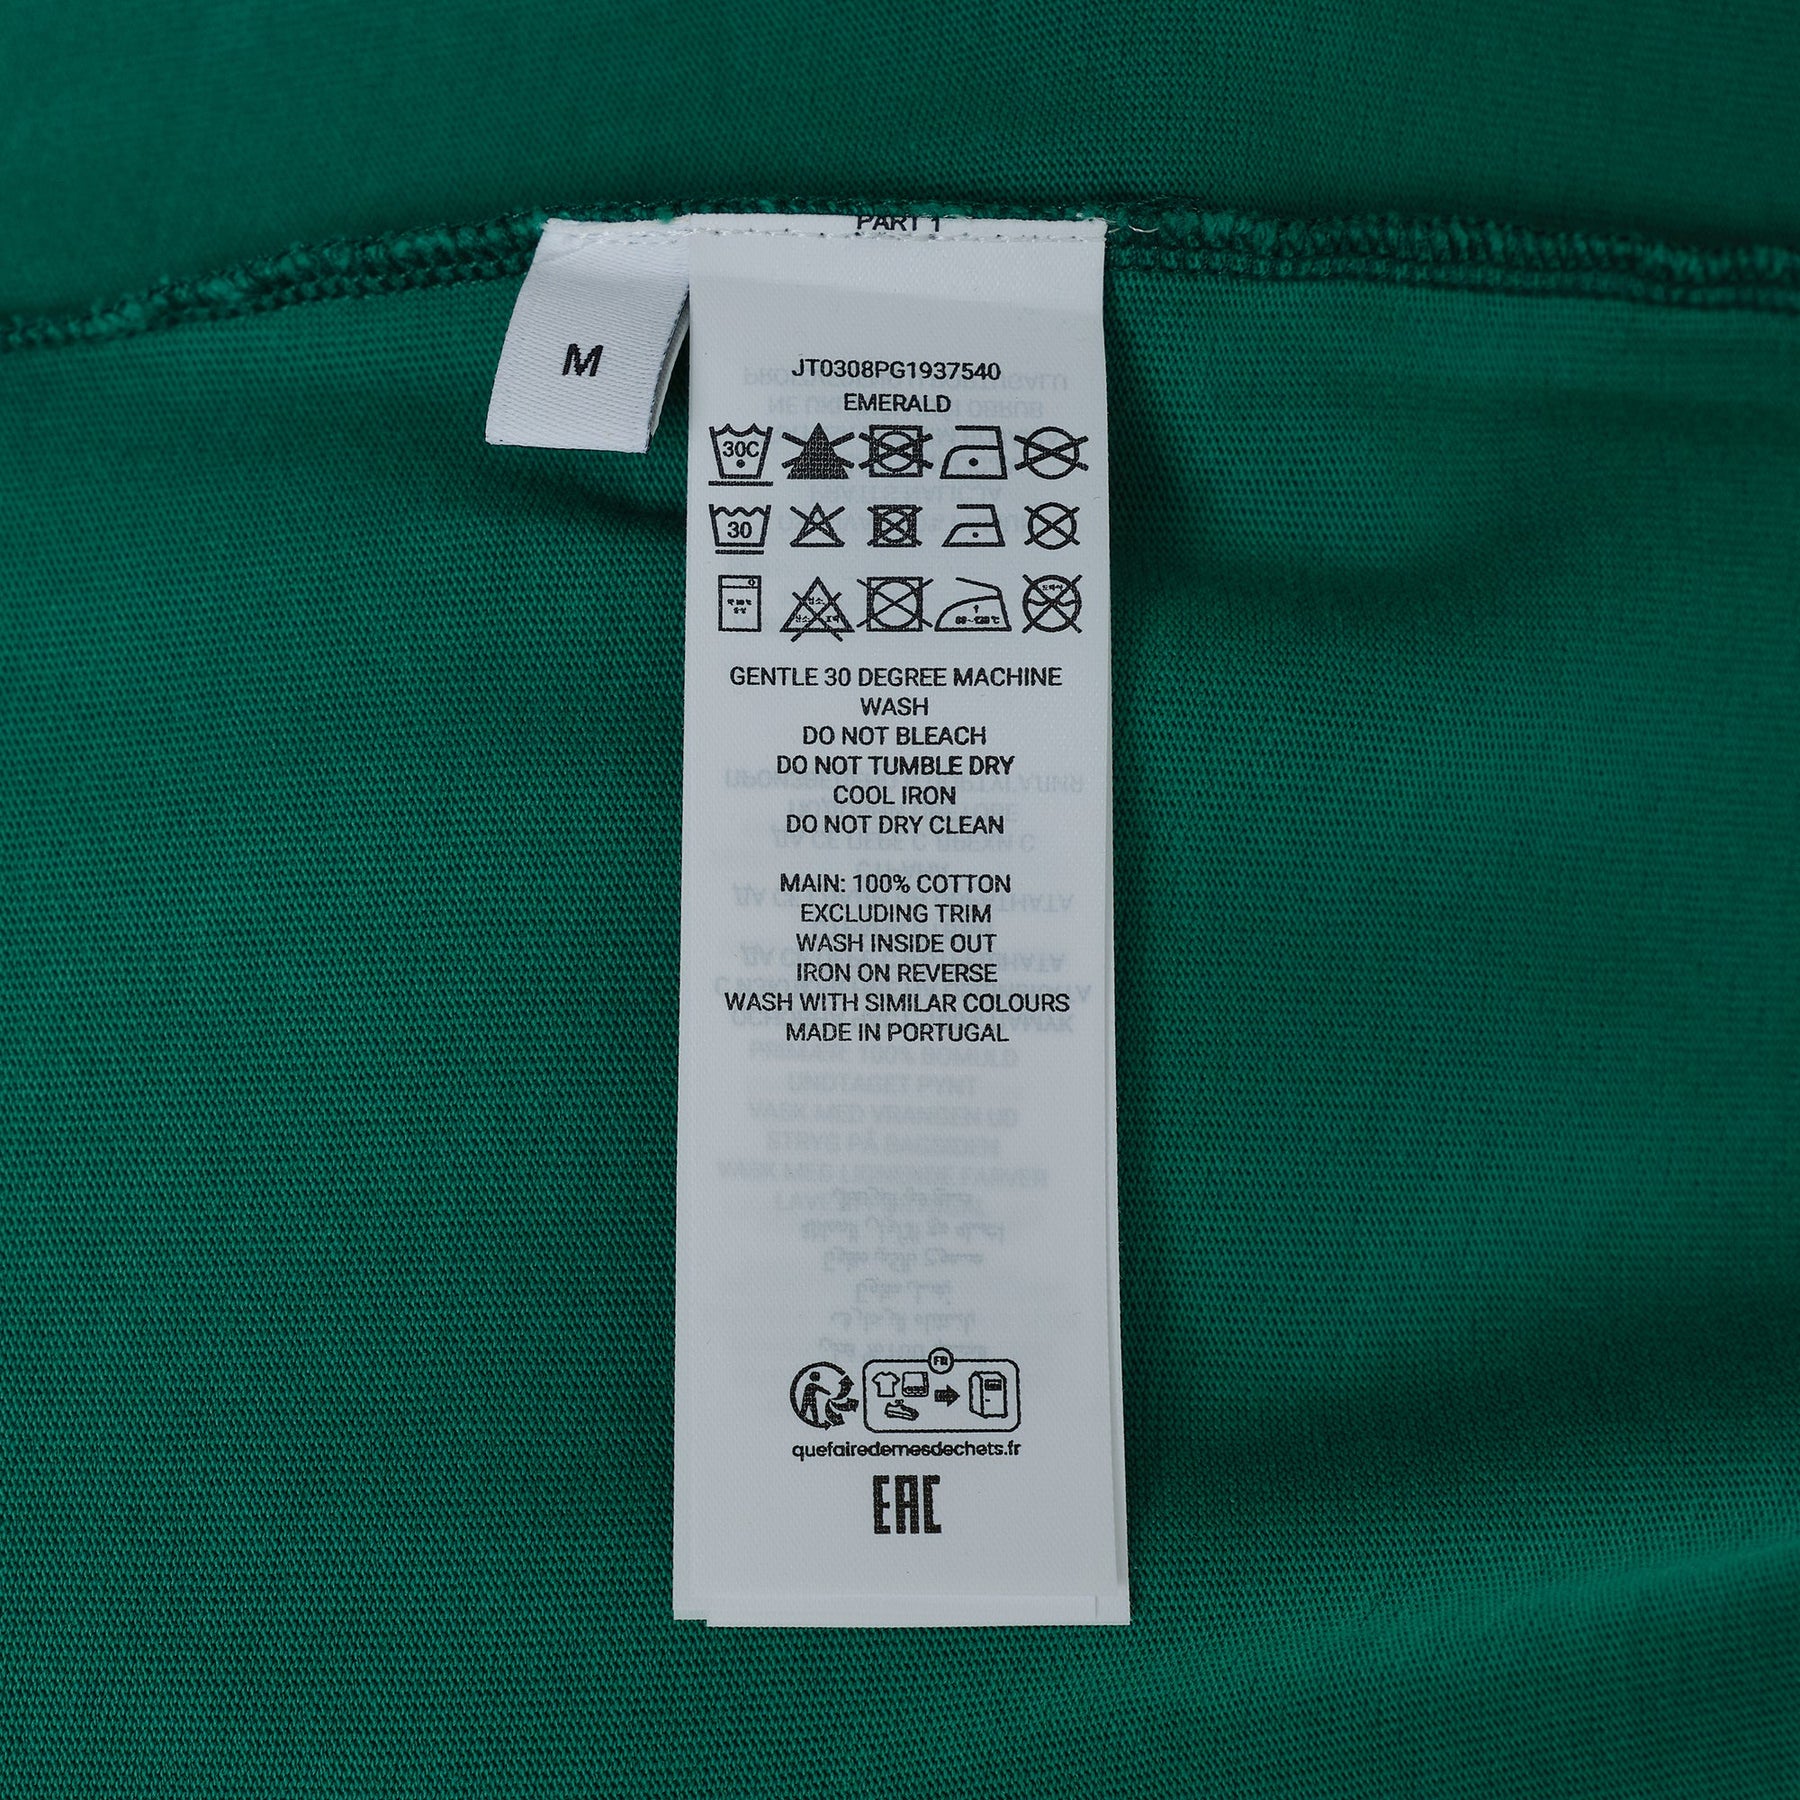 PART 1
M
JT0308PG1937540
EMERALD
30C
30
GENTLE 30 DEGREE MACHINE
WASH
DO NOT BLEACH
DO NOT TUMBLE DRY
COOL IRON
DO NOT DRY CLEAN
MAIN: 100% COTTON
EXCLUDING TRIM
WASH INSIDE OUT
IRON ON REVERSE
WASH WITH SIMILAR COLOURS
MADE IN PORTUGAL
FR
quefairedemesdechets.fr
EAC